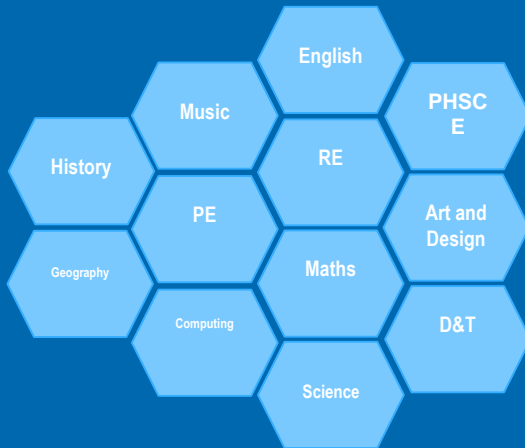 English
Music
PHSC
E
History
RE
PE
Art and
Design
Geography
Maths
Computing
D&T
Science